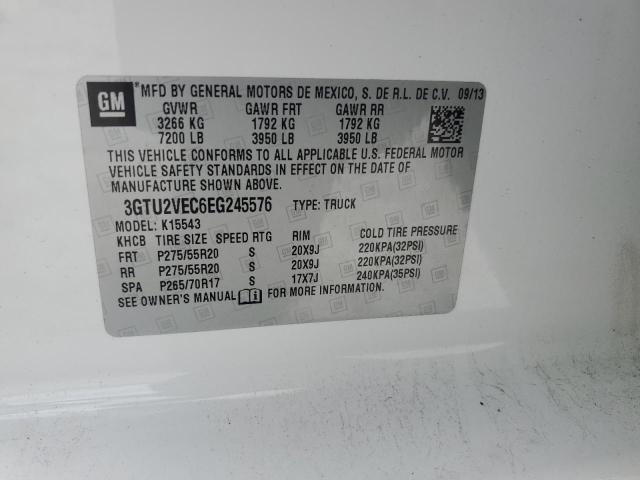 GM
*MFD BY GENERAL MOTORS DE MEXICO, S. DE R.L. DE C.V. 09/13
GVWR GAWR FRT GAWR RR
3266 KG 1792 KG 1792 KG
7200 LB 3950 LB 3950 LB
THIS VEHICLE CONFORMS TO ALL APPLICABLE U.S. FEDERAL MOTOR
VEHICLE SAFETY STANDARDS IN EFFECT ON THE DATE OF
MANUFACTURE SHOWN ABOVE.
3GTU2VEC6EG245576 TYPE: TRUCK
MODEL: K15543
KHCB TIRE SIZE SPEED RTG RIM COLD TIRE PRESSURE
FRT P275/55R20 S 20X9J 220KPA(32PSI)
RR P275/55R20 S 20X9J 220KPA(32PSI)
SPA P265/70R17 S 17X7J 240KPA(35PSI)
SEE OWNER'S MANUAL FOR MORE INFORMATION.